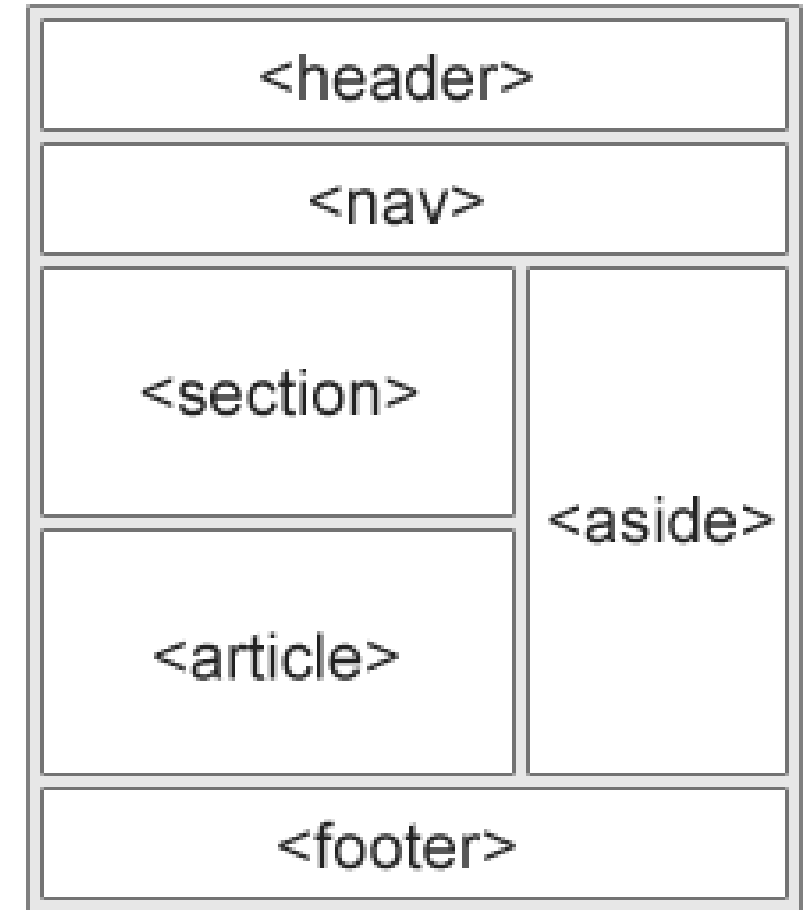 <header>
<nav>
<section>
<aside>
<article>
<footer>